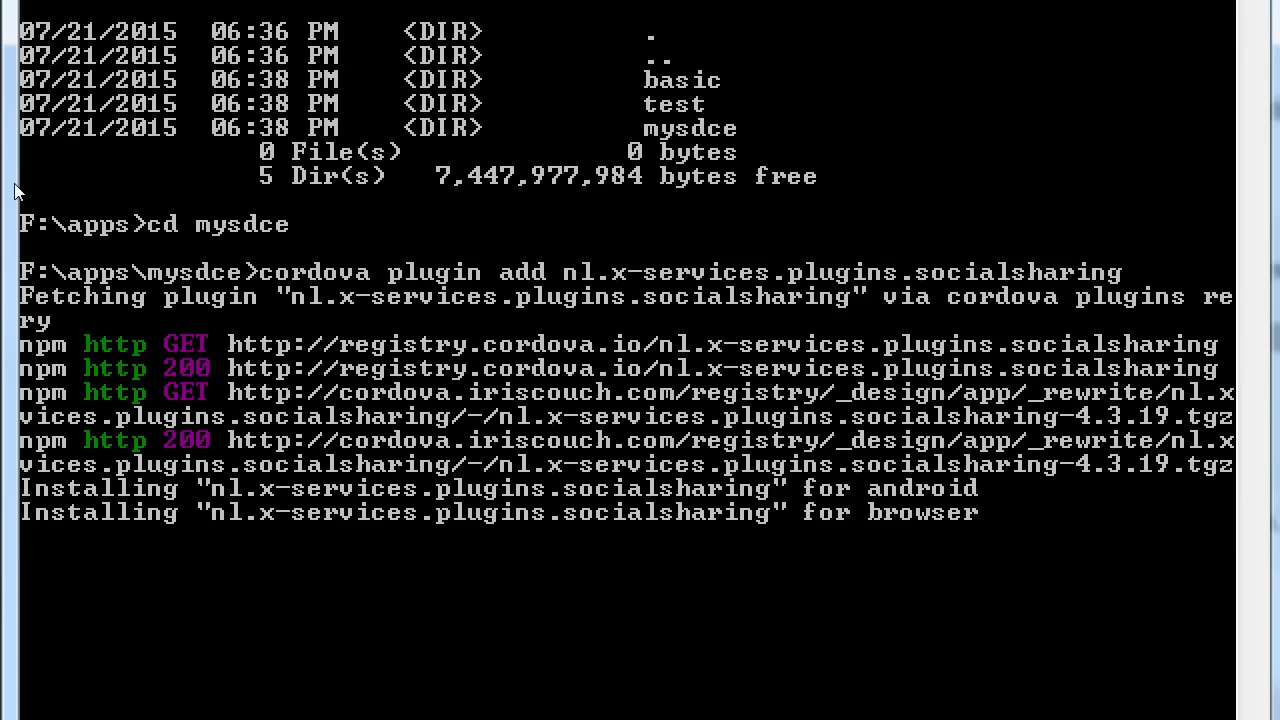 07/21/2015  06:36 PM    <DIR>          .
07/21/2015  06:36 PM    <DIR>          ..
07/21/2015  06:38 PM    <DIR>          basic
07/21/2015  06:38 PM    <DIR>          test
07/21/2015  06:38 PM    <DIR>          mysdce
0 File(s)              0 bytes
5 Dir(s)   7,447,977,984 bytes free
F:\apps>cd mysdce
F:\apps\mysdce>cordova plugin add nl.x-services.plugins.socialsharing
Fetching plugin "nl.x-services.plugins.socialsharing" via cordova plugins re
ry
npm http GET http://registry.cordova.io/nl.x-services.plugins.socialsharing
npm http 200 http://registry.cordova.io/nl.x-services.plugins.socialsharing
npm http GET http://cordova.iriscouch.com/registry/_design/app/_rewrite/nl.x
vices.plugins.socialsharing/-/nl.x-services.plugins.socialsharing-4.3.19.tgz
npm http 200 http://cordova.iriscouch.com/registry/_design/app/_rewrite/nl.x
vices.plugins.socialsharing/-/nl.x-services.plugins.socialsharing-4.3.19.tgz
Installing "nl.x-services.plugins.socialsharing" for android
Installing "nl.x-services.plugins.socialsharing" for browser